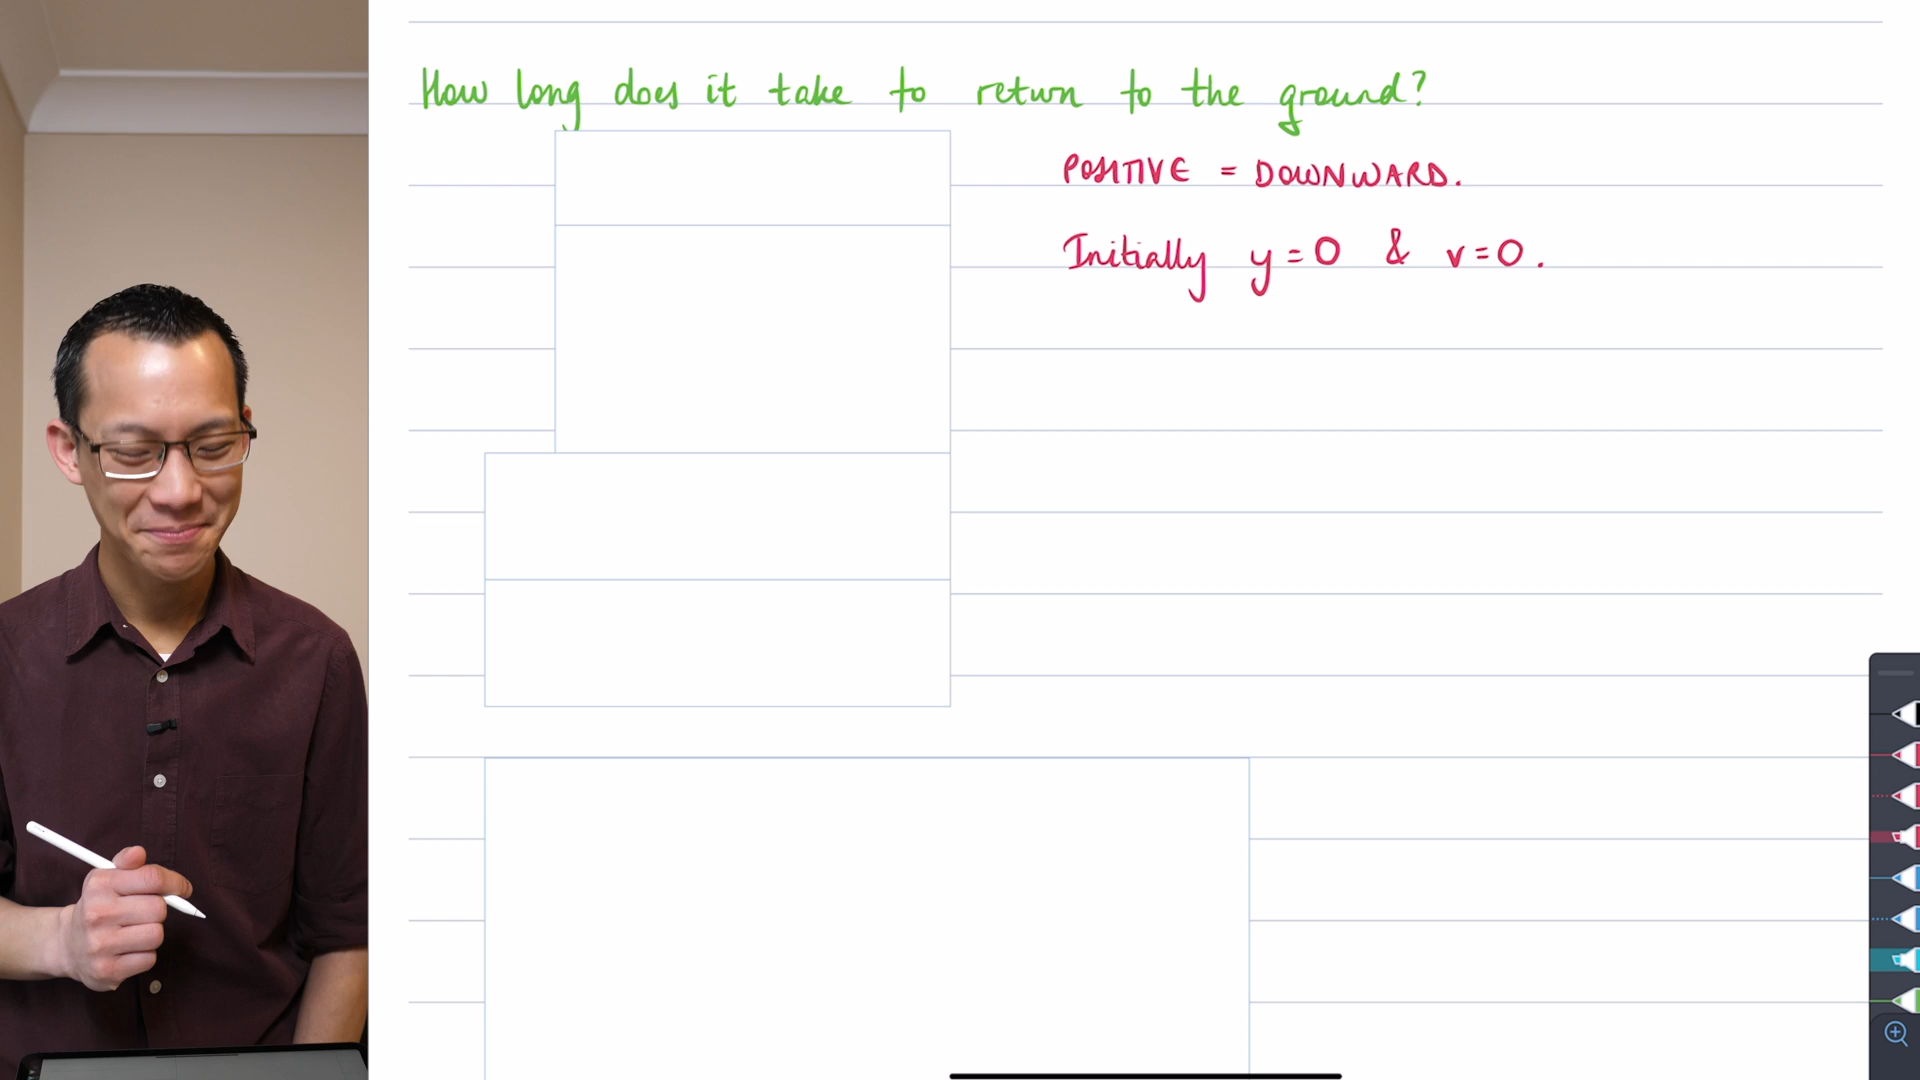 How long does it take to return to the ground?
POSITIVE = DOWNWARD.
Initially y = 0 & v = 0.